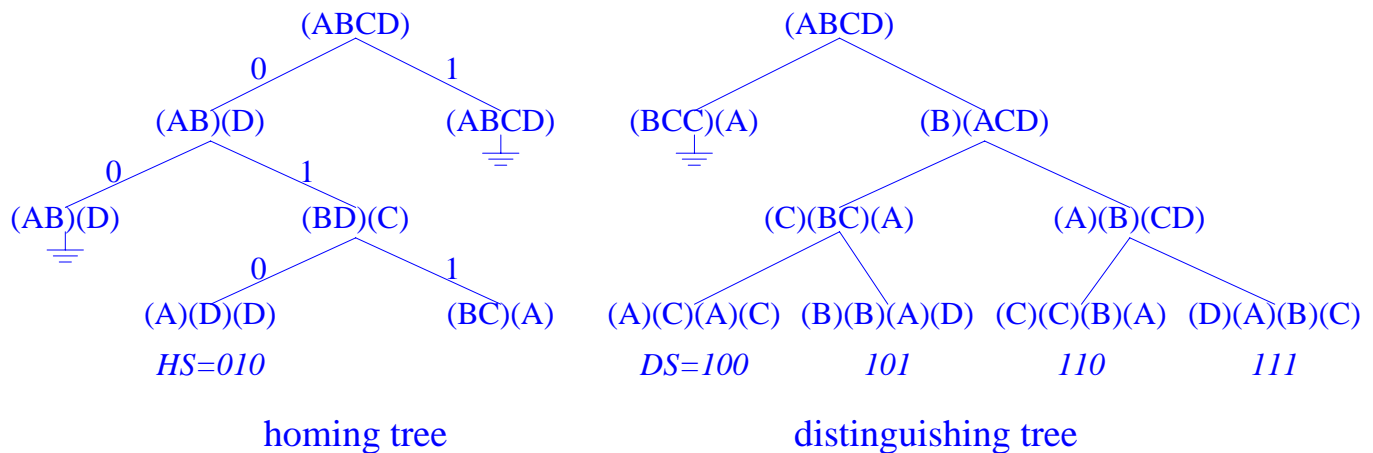 (ABCD) (ABCD)
0 1
(AB)(D) (ABCD) (BCC)(A) (B)(ACD)
0 1
(AB)(D) (BD)(C) (C)(BC)(A) (A)(B)(CD)
0 1
(A)(D)(D) (BC)(A) (A)(C)(A)(C) (B)(B)(A)(D) (C)(C)(B)(A) (D)(A)(B)(C)
HS=010 DS=100 101 110 111
homing tree distinguishing tree